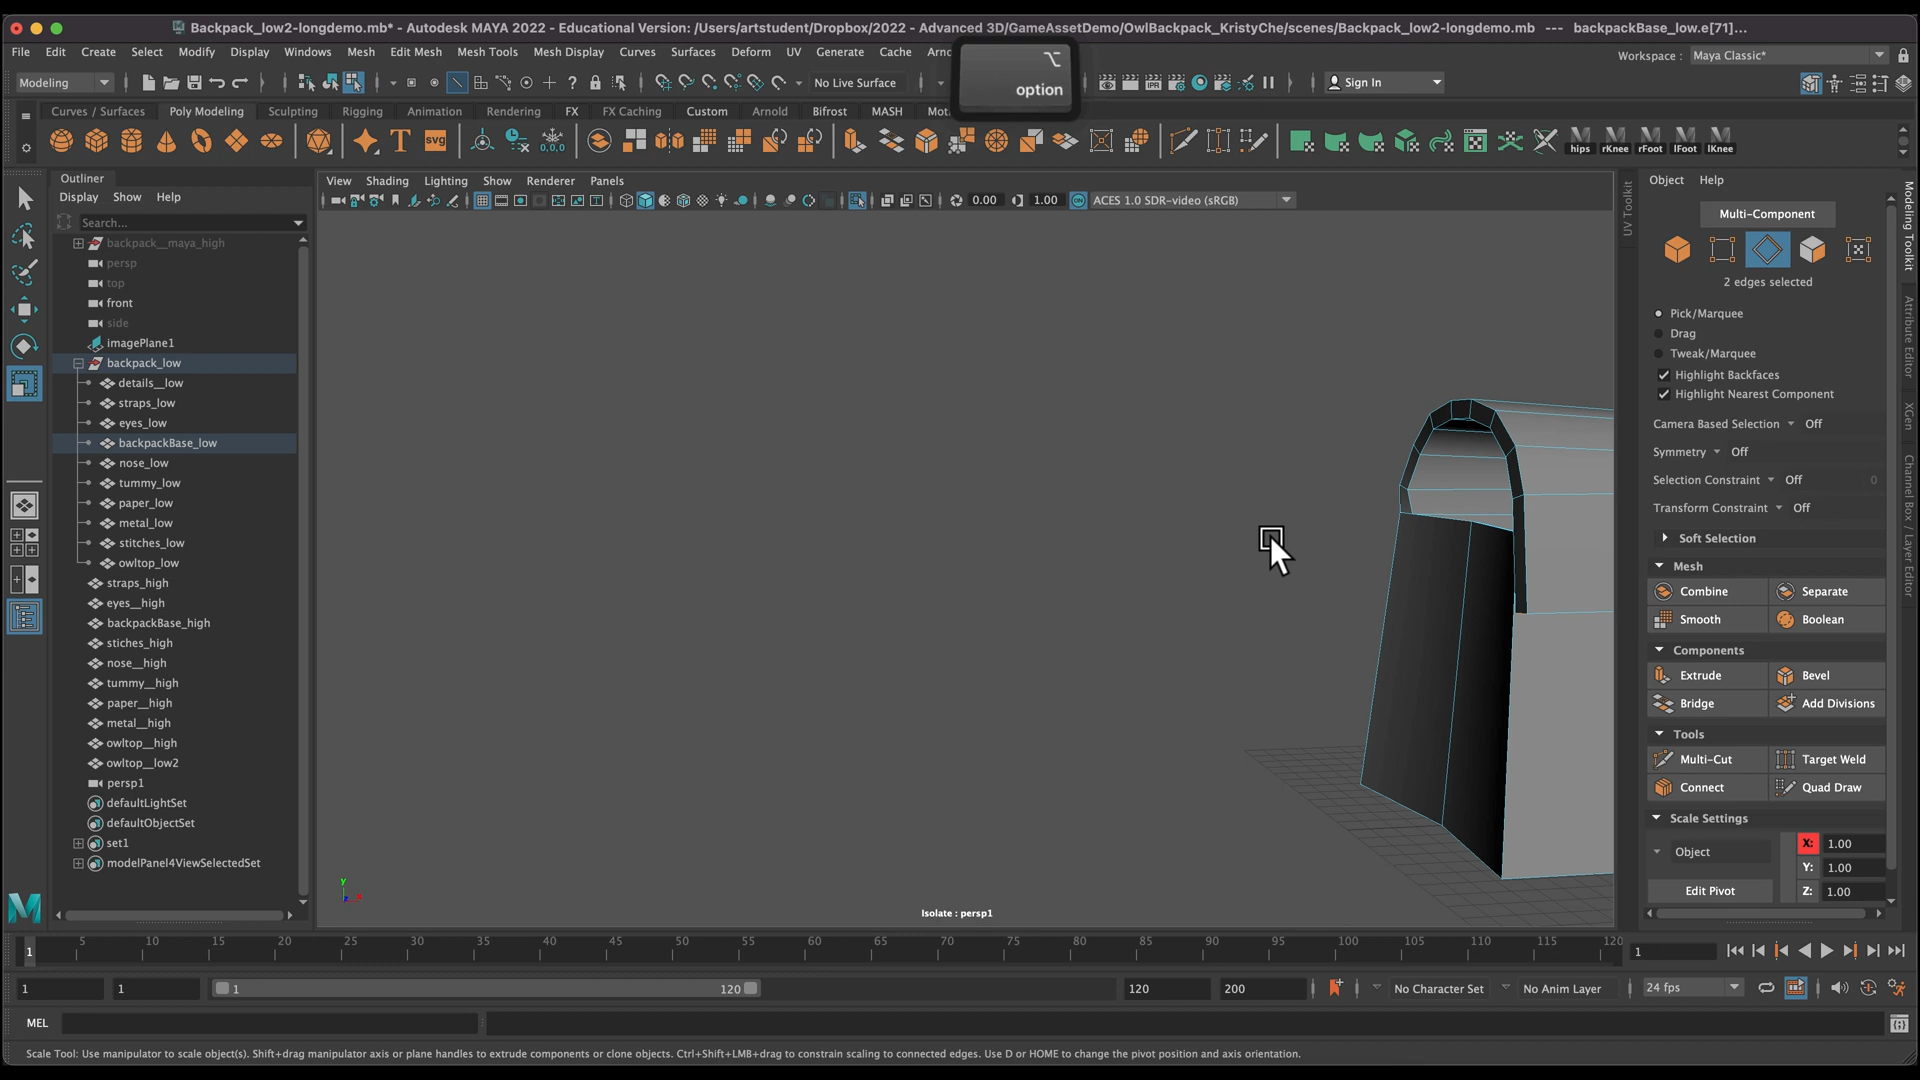 Backpack_low2-longdemo.mb* - Autodesk MAYA 2022 - Educational Version: /Users/artstudent/Dropbox/2022 - Advanced 3D/GameAssetDemo/OwlBackpack_KristyChe/scenes/Backpack_low2-longdemo.mb --- backpackBase_low.e[71]...
File Edit Create Select Modify Display Windows Mesh Edit Mesh Mesh Tools Mesh Display Curves Surfaces Deform UV Generate Cache
Workspace : Maya Classic*
option
Modeling No Live Surface Sign In
Curves / Surfaces Poly Modeling Sculpting Rigging Animation Rendering FX FX Caching Custom Arnold Bifrost MASH
SVG 0,0,0 IPR
hips rKnee rFoot lFoot lKnee
Outliner
Display Show Help
Search...
backpack__maya_high
persp
top
front
side
imagePlane1
backpack_low
details__low
straps_low
eyes_low
backpackBase_low
nose_low
tummy_low
paper_low
metal_low
stitches_low
owltop_low
straps_high
eyes__high
backpackBase_high
stiches_high
nose__high
tummy__high
paper__high
metal__high
owltop__high
owltop__low2
persp1
defaultLightSet
defaultObjectSet
set1
modelPanel4ViewSelectedSet
View Shading Lighting Show Renderer Panels
0.00 1.00 ON ACES 1.0 SDR-video (sRGB)
y
Isolate : persp1
UV Toolkit
Object Help
Multi-Component
2 edges selected
Pick/Marquee
Drag
Tweak/Marquee
Highlight Backfaces
Highlight Nearest Component
Camera Based Selection Off
Symmetry Off
Selection Constraint Off 0
Transform Constraint Off
Soft Selection
Mesh
Combine Separate
Smooth Boolean
Components
Extrude Bevel
Bridge Add Divisions
Tools
Multi-Cut Target Weld
Connect Quad Draw
Scale Settings
Object X: 1.00
Y: 1.00
Edit Pivot Z: 1.00
Modeling Toolkit
Attribute Editor
XGen
Channel Box / Layer Editor
1 5 10 15 20 25 30 35 40 45 50 55 60 65 70 75 80 85 90 95 100 105 110 115 120 1
1 1 1 120 120 200 No Character Set No Anim Layer 24 fps
MEL
Scale Tool: Use manipulator to scale object(s). Shift+drag manipulator axis or plane handles to extrude components or clone objects. Ctrl+Shift+LMB+drag to constrain scaling to connected edges. Use D or HOME to change the pivot position and axis orientation.